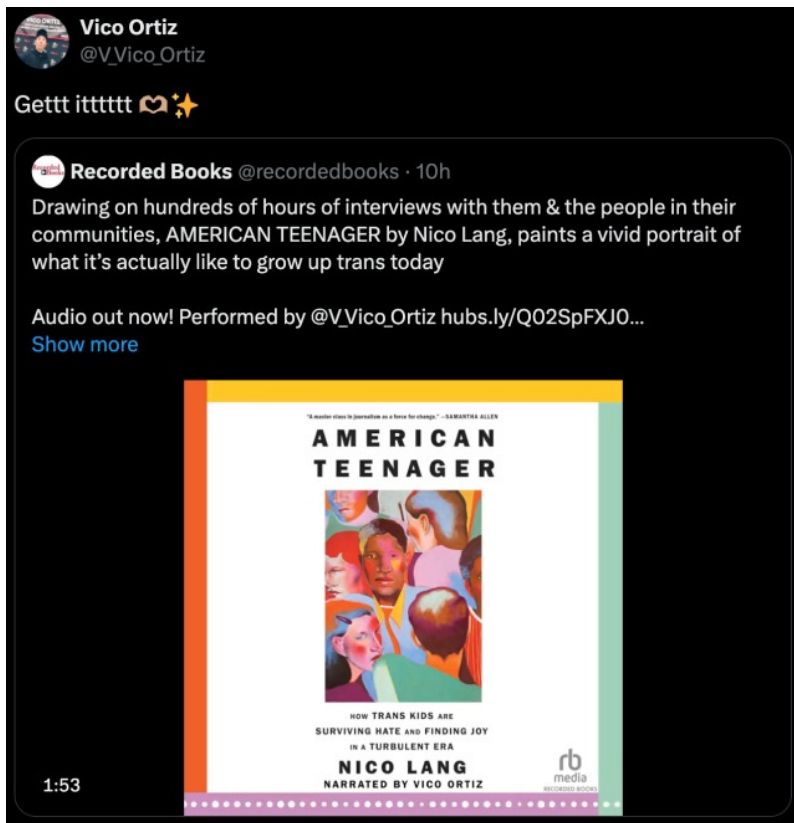 Vico Ortiz
@V_Vico_Ortiz
Gettt itttttt 🫶🏼✨
Recorded Books @recordedbooks · 10h
Drawing on hundreds of hours of interviews with them & the people in their
communities, AMERICAN TEENAGER by Nico Lang, paints a vivid portrait of
what it’s actually like to grow up trans today
Audio out now! Performed by @V_Vico_Ortiz hubs.ly/Q02SpFXJ0...
Show more
"A master class in journalism as a force for change." —SAMANTHA ALLEN
AMERICAN
TEENAGER
HOW TRANS KIDS ARE
SURVIVING HATE AND FINDING JOY
IN A TURBULENT ERA
NICO LANG
NARRATED BY VICO ORTIZ
rb
media
RECORDED BOOKS
1:53